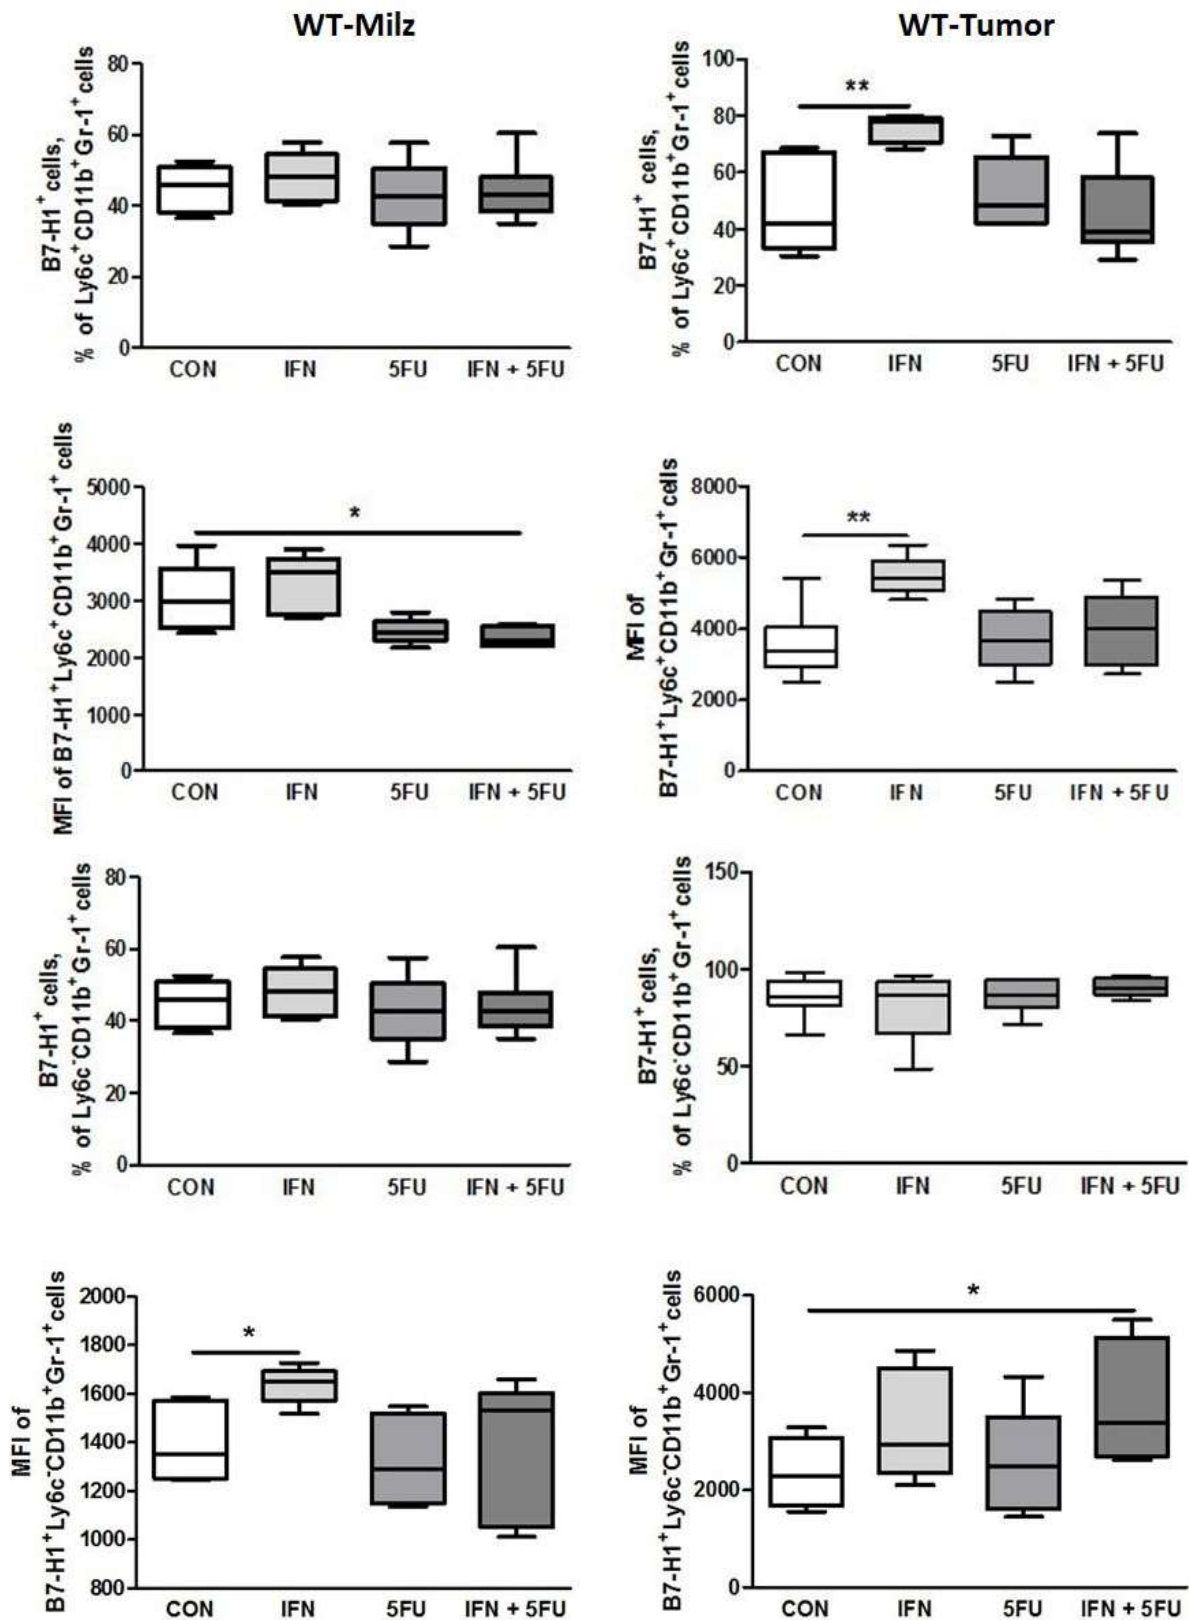 WT-Milz
WT-Tumor
B7-H1⁺ cells,
% of Ly6c⁺CD11b⁺Gr-1⁺ cells
80
60
40
20
0
CON IFN 5FU IFN + 5FU
B7-H1⁺ cells,
% of Ly6c⁺CD11b⁺Gr-1⁺ cells
100
80
60
40
20
0
**
CON IFN 5FU IFN + 5FU
MFI of B7-H1⁺Ly6c⁺CD11b⁺Gr-1⁺ cells
5000
4000
3000
2000
1000
0
*
CON IFN 5FU IFN + 5FU
MFI of
B7-H1⁺Ly6c⁺CD11b⁺Gr-1⁺ cells
8000
6000
4000
2000
0
**
CON IFN 5FU IFN + 5FU
B7-H1⁺ cells,
% of Ly6c⁻CD11b⁺Gr-1⁺ cells
80
60
40
20
0
CON IFN 5FU IFN + 5FU
B7-H1⁺ cells,
% of Ly6c⁻CD11b⁺Gr-1⁺ cells
150
100
50
0
CON IFN 5FU IFN + 5FU
MFI of
B7-H1⁺Ly6c⁻CD11b⁺Gr-1⁺cells
2000
1800
1600
1400
1200
1000
800
*
CON IFN 5FU IFN + 5FU
MFI of
B7-H1⁺Ly6c⁻CD11b⁺Gr-1⁺cells
6000
4000
2000
0
*
CON IFN 5FU IFN + 5FU